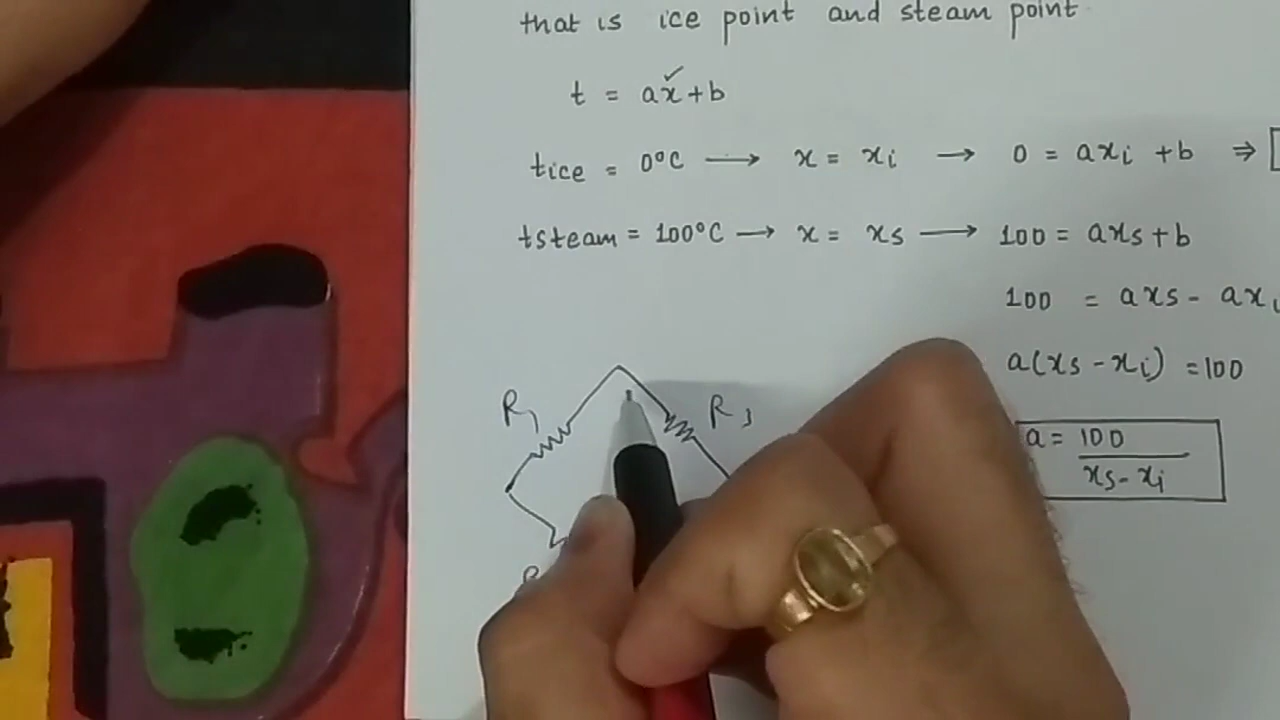 that is ice point and steam point
t = ax+b
tice = 0°C ⟶ x = xi → 0 = axi + b ⇒
tsteam = 100°C → x = xs ⟶ 100 = axs + b
100 = axs - axi
a(xs - xi) = 100
R1 R3
a = 100
xs - xi